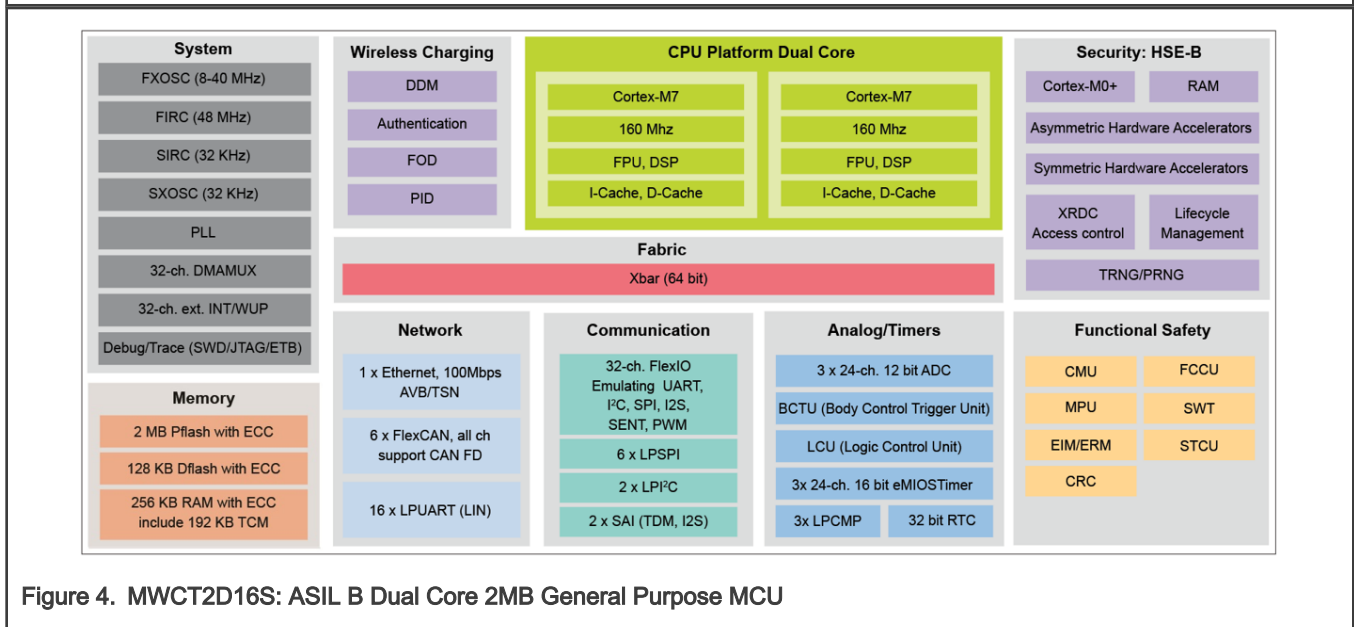 System
FXOSC (8-40 MHz)
FIRC (48 MHz)
SIRC (32 KHz)
SXOSC (32 KHz)
PLL
32-ch. DMAMUX
32-ch. ext. INT/WUP
Debug/Trace (SWD/JTAG/ETB)
Memory
2 MB Pflash with ECC
128 KB Dflash with ECC
256 KB RAM with ECC
include 192 KB TCM
Wireless Charging
DDM
Authentication
FOD
PID
CPU Platform Dual Core
Cortex-M7
160 Mhz
FPU, DSP
I-Cache, D-Cache
Cortex-M7
160 Mhz
FPU, DSP
I-Cache, D-Cache
Fabric
Xbar (64 bit)
Network
1 x Ethernet, 100Mbps
AVB/TSN
6 x FlexCAN, all ch
support CAN FD
16 x LPUART (LIN)
Communication
32-ch. FlexIO
Emulating UART,
I²C, SPI, I2S,
SENT, PWM
6 x LPSPI
2 x LPI²C
2 x SAI (TDM, I2S)
Analog/Timers
3 x 24-ch. 12 bit ADC
BCTU (Body Control Trigger Unit)
LCU (Logic Control Unit)
3x 24-ch. 16 bit eMIOSTimer
3x LPCMP
32 bit RTC
Security: HSE-B
Cortex-M0+
RAM
Asymmetric Hardware Accelerators
Symmetric Hardware Accelerators
XRDC
Access control
Lifecycle
Management
TRNG/PRNG
Functional Safety
CMU
FCCU
MPU
SWT
EIM/ERM
STCU
CRC
Figure 4. MWCT2D16S: ASIL B Dual Core 2MB General Purpose MCU